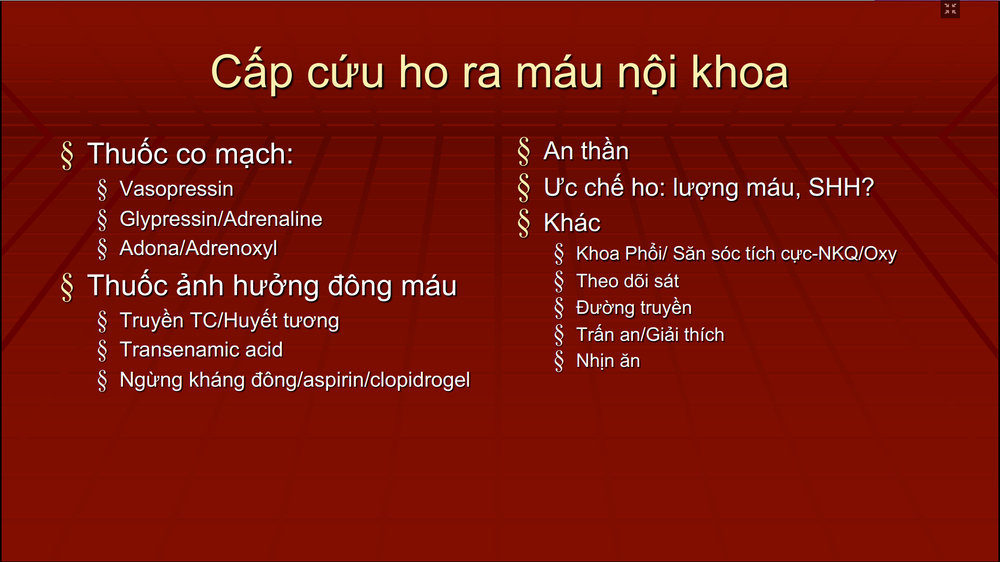 Cấp cứu ho ra máu nội khoa
§ Thuốc co mạch:
§ Vasopressin
§ Glypressin/Adrenaline
§ Adona/Adrenoxyl
§ Thuốc ảnh hưởng đông máu
§ Truyền TC/Huyết tương
§ Transenamic acid
§ Ngừng kháng đông/aspirin/clopidrogel
§ An thần
§ Ưc chế ho: lượng máu, SHH?
§ Khác
§ Khoa Phổi/ Săn sóc tích cực-NKQ/Oxy
§ Theo dõi sát
§ Đường truyền
§ Trấn an/Giải thích
§ Nhịn ăn